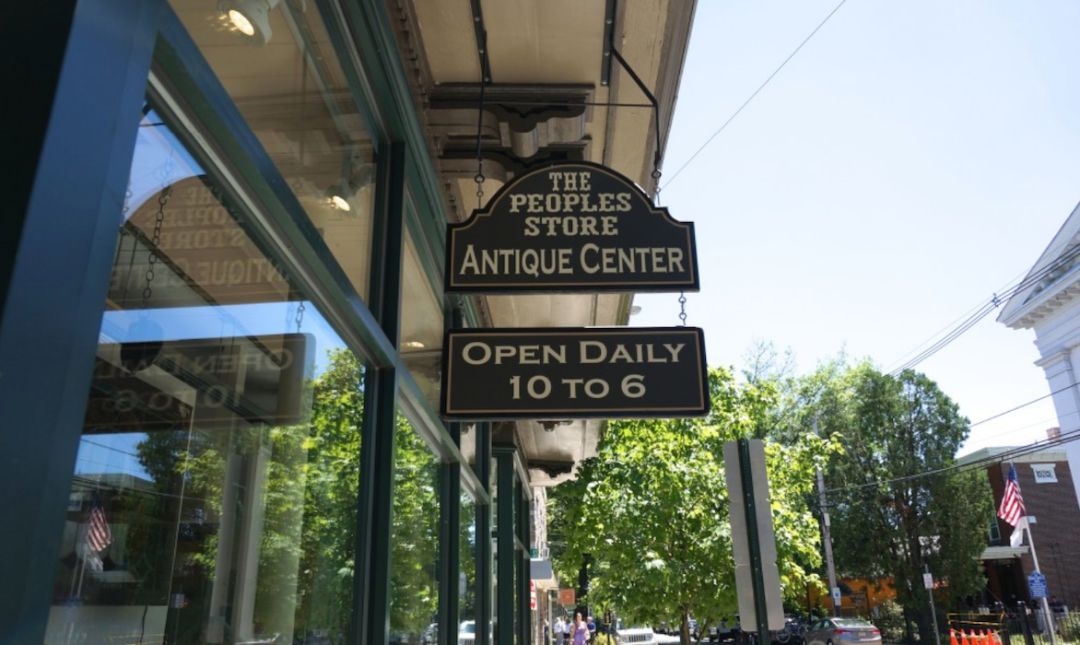 THE
PEOPLES
STORE
ANTIQUE CENTER
OPEN DAILY
10 TO 6